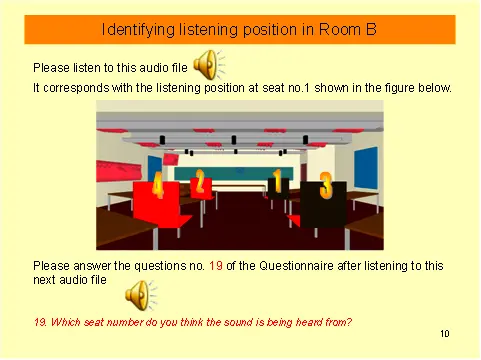 Identifying listening position in Room B
Please listen to this audio file
It corresponds with the listening position at seat no.1 shown in the figure below.
4 2 1 3
Please answer the questions no. 19 of the Questionnaire after listening to this
next audio file
19. Which seat number do you think the sound is being heard from?
10